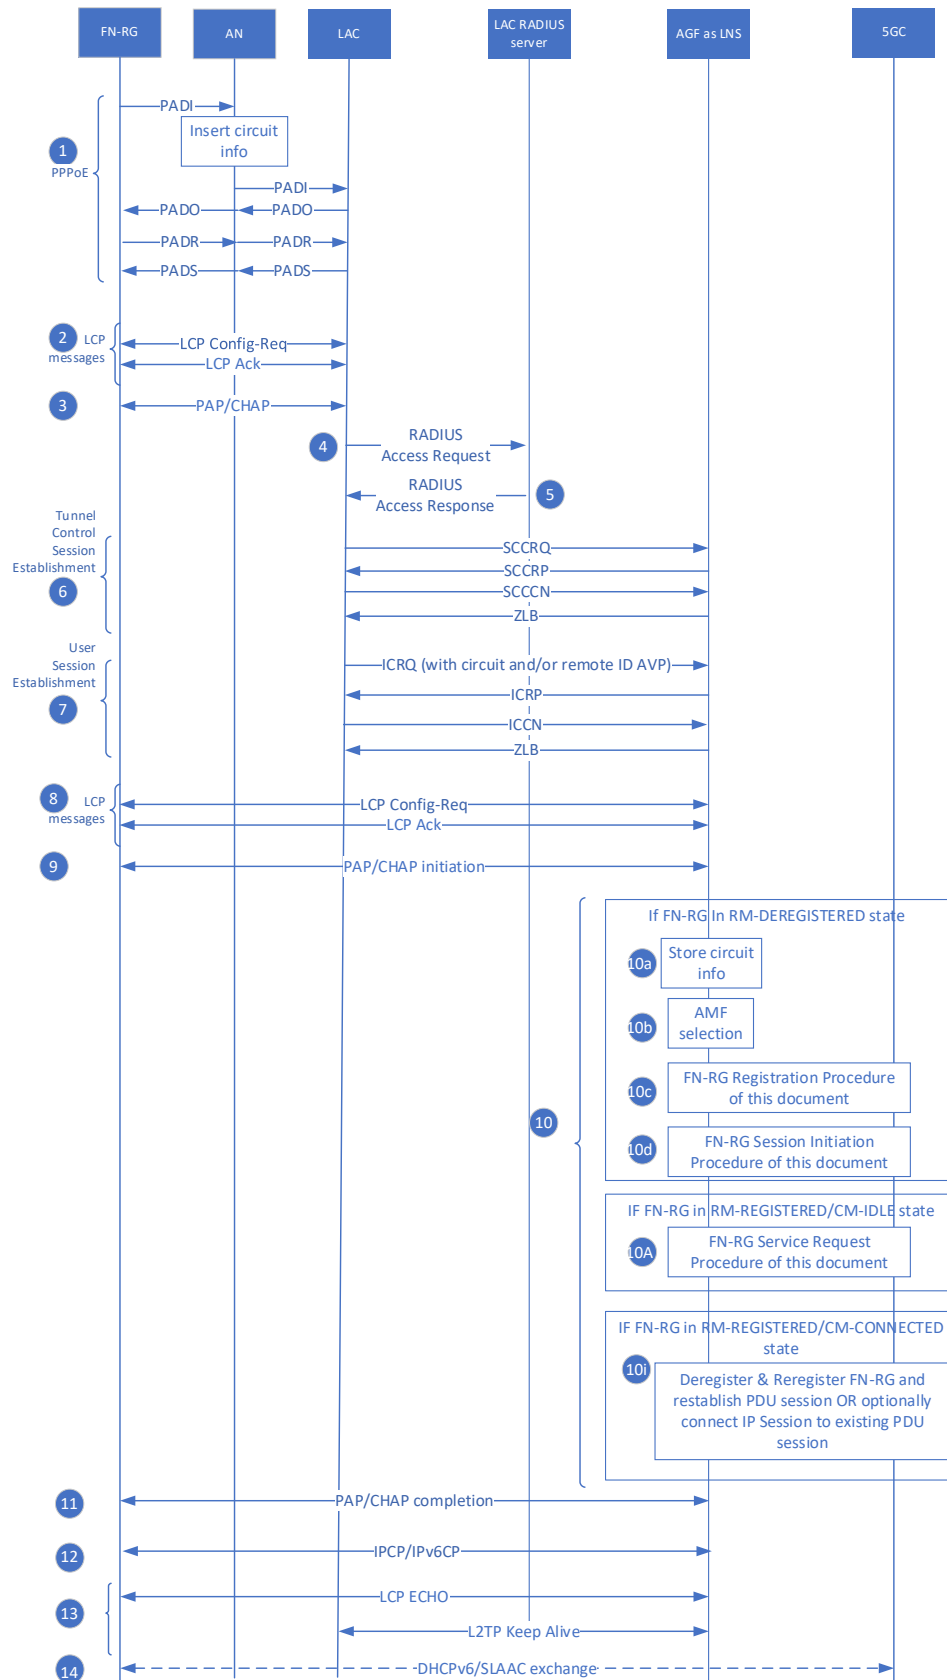 FN-RG
AN
LAC
LAC RADIUS
server
AGF as LNS
5GC
PADI
Insert circuit
info
1
PPPoE
PADI
PADO
PADO
PADR
PADR
PADS
PADS
2
LCP
messages
LCP Config-Req
LCP Ack
3
PAP/CHAP
4
RADIUS
Access Request
RADIUS
Access Response
5
Tunnel
Control
Session
Establishment
6
SCCRQ
SCCRP
SCCCN
ZLB
User
Session
Establishment
7
ICRQ (with circuit and/or remote ID AVP)
ICRP
ICCN
ZLB
8
LCP
messages
LCP Config-Req
LCP Ack
9
PAP/CHAP initiation
10
If FN-RG In RM-DEREGISTERED state
10a
Store circuit
info
10b
AMF
selection
10c
FN-RG Registration Procedure
of this document
10d
FN-RG Session Initiation
Procedure of this document
IF FN-RG in RM-REGISTERED/CM-IDLE state
10A
FN-RG Service Request
Procedure of this document
IF FN-RG in RM-REGISTERED/CM-CONNECTED
state
10i
Deregister & Reregister FN-RG and
restablish PDU session OR optionally
connect IP Session to existing PDU
session
11
PAP/CHAP completion
12
IPCP/IPv6CP
13
LCP ECHO
L2TP Keep Alive
14
DHCPv6/SLAAC exchange